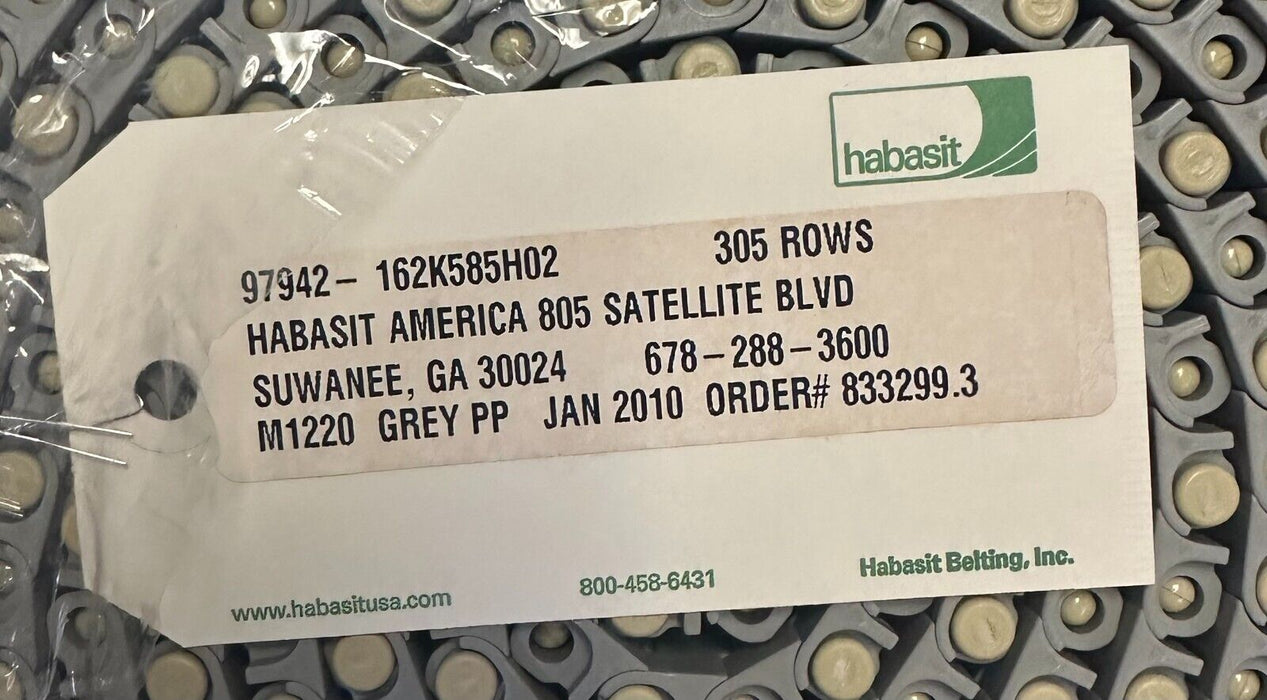 habasit
97942- 162K585H02 305 ROWS
HABASIT AMERICA 805 SATELLITE BLVD
SUWANEE, GA 30024 678-288-3600
M1220 GREY PP JAN 2010 ORDER# 833299.3
www.habasitusa.com 800-458-6431 Habasit Belting, Inc.